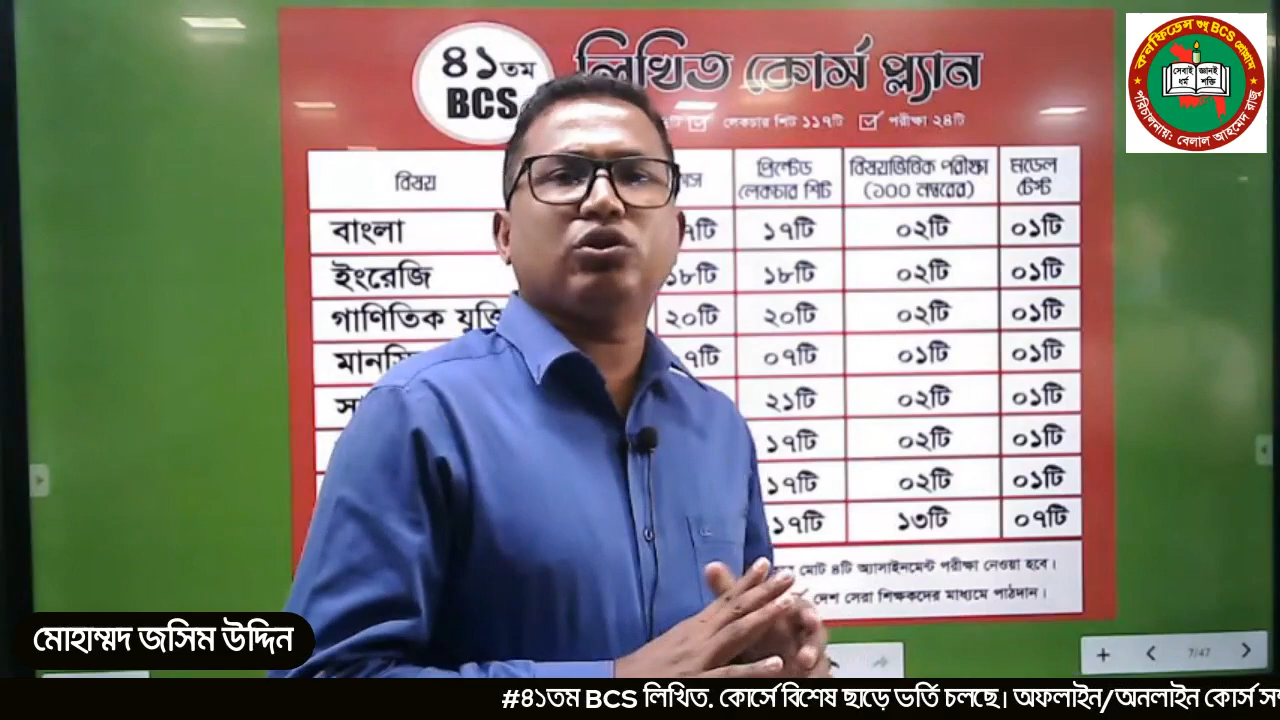 ৪১তম
BCS
লিখিত কোর্স প্ল্যান
লেকচার শিট ১১৭টি
পরীক্ষা ২৪টি
কনফিডেন্স শুধু BCS প্রোগ্রাম
সেবাই ধর্ম
জ্ঞানই শক্তি
পরিচালনায়: বেলাল আহমেদ রাজু
বিষয় প্রিন্টেড লেকচার শিট বিষয়ভিত্তিক পরীক্ষা (১০০ নম্বরের) মডেল টেস্ট
বাংলা ১৭টি ০২টি ০১টি
ইংরেজি ১৮টি ১৮টি ০২টি ০১টি
গাণিতিক ২০টি ২০টি ০২টি ০১টি
০৭টি ০১টি ০১টি
২১টি ০২টি ০১টি
১৭টি ০২টি ০১টি
১৭টি ০২টি ০১টি
১৭টি ১৩টি ০৭টি
মোট ৪টি অ্যাসাইনমেন্ট পরীক্ষা নেওয়া হবে।
দেশ সেরা শিক্ষকদের মাধ্যমে পাঠদান।
7/47
মোহাম্মদ জসিম উদ্দিন
#৪১তম BCS লিখিত. কোর্সে বিশেষ ছাড়ে ভর্তি চলছে। অফলাইন/অনলাইন কোর্স